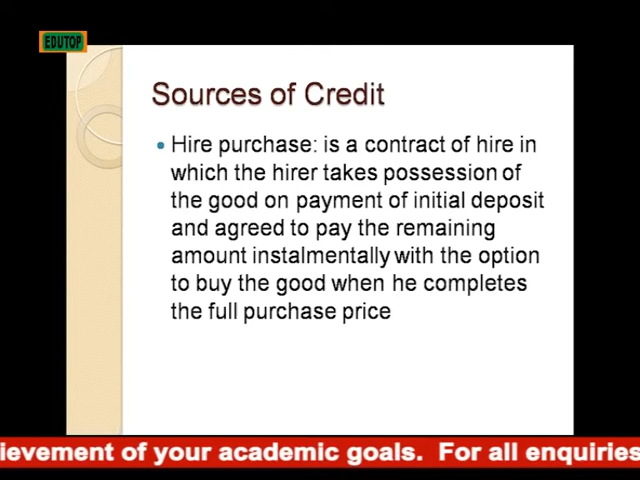 EDUTOP
Sources of Credit
Hire purchase: is a contract of hire in
which the hirer takes possession of
the good on payment of initial deposit
and agreed to pay the remaining
amount instalmentally with the option
to buy the good when he completes
the full purchase price
ievement of your academic goals. For all enquiries